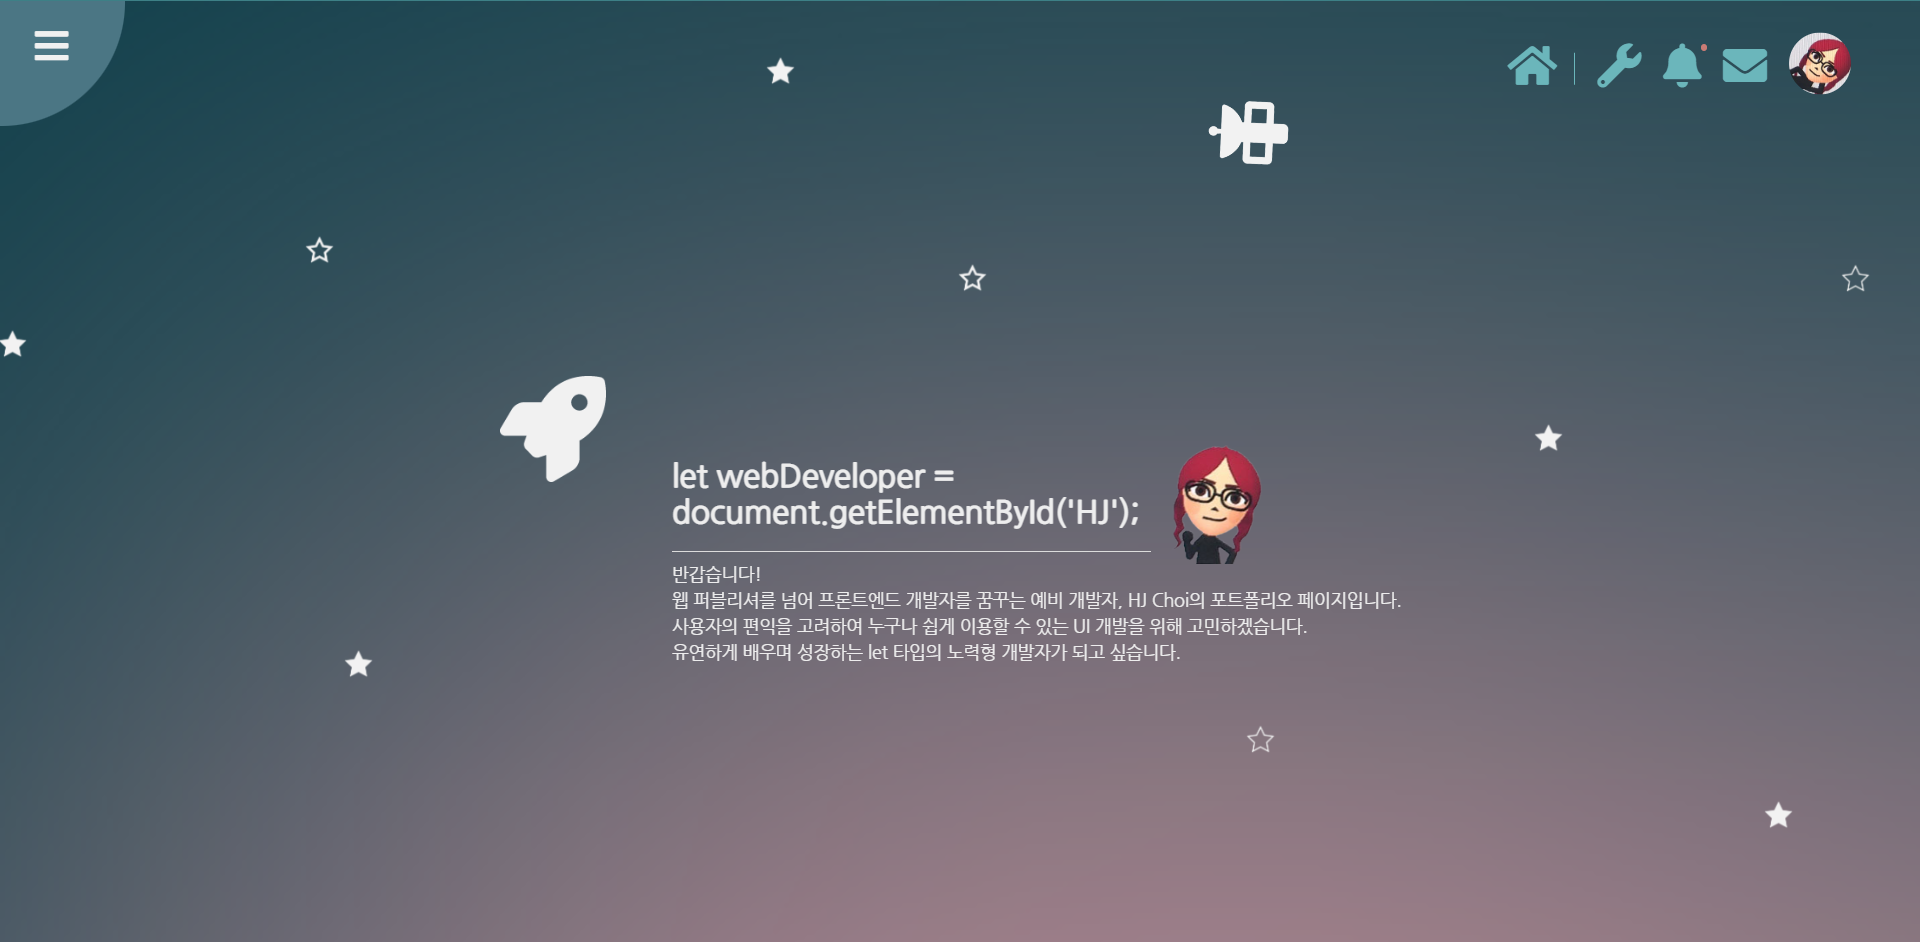 let webDeveloper =
document.getElementById('HJ');
반갑습니다!
웹 퍼블리셔를 넘어 프론트엔드 개발자를 꿈꾸는 예비 개발자, HJ Choi의 포트폴리오 페이지입니다.
사용자의 편익을 고려하여 누구나 쉽게 이용할 수 있는 UI 개발을 위해 고민하겠습니다.
유연하게 배우며 성장하는 let 타입의 노력형 개발자가 되고 싶습니다.